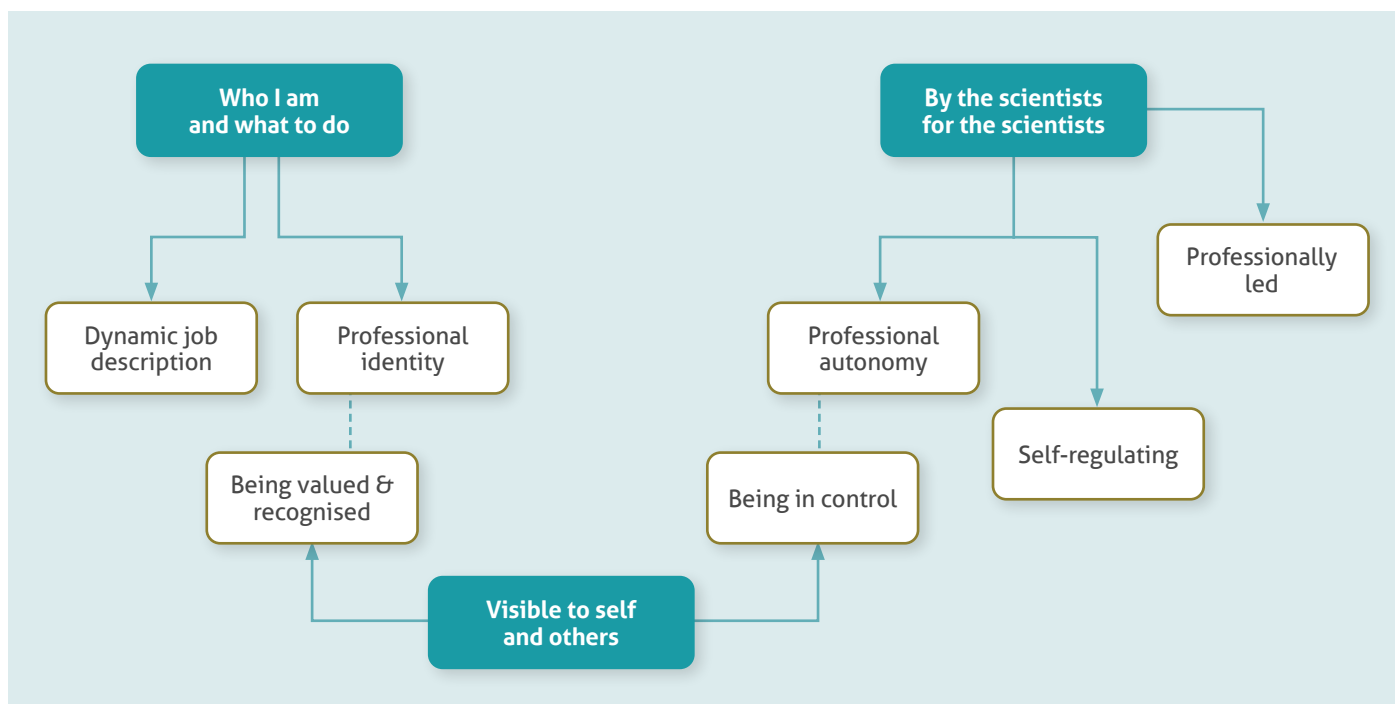 Who I am
and what to do
By the scientists
for the scientists
Professionally
led
Dynamic job
description
Professional
identity
Professional
autonomy
Self-regulating
Being valued &
recognised
Being in control
Visible to self
and others